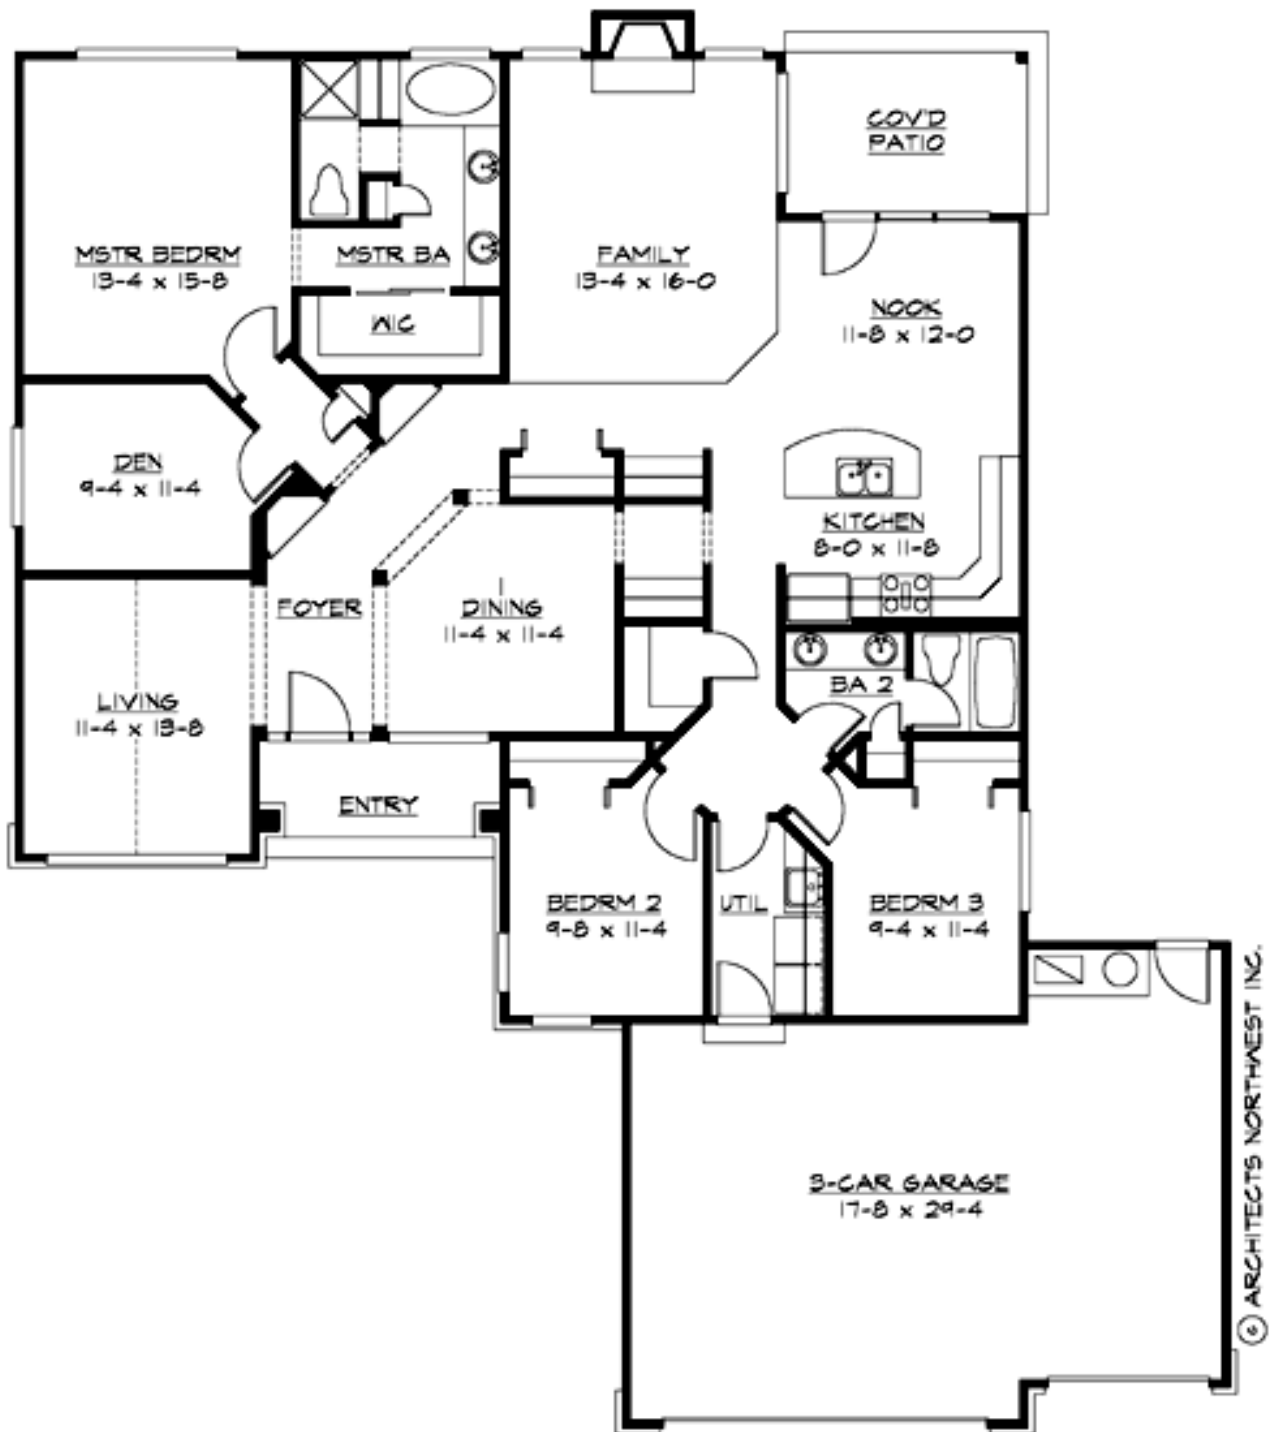 COV'D
PATIO
MSTR BEDRM
13-4 x 15-8
MSTR BA
FAMILY
13-4 x 16-0
WIC
NOOK
11-8 x 12-0
DEN
9-4 x 11-4
KITCHEN
8-0 x 11-8
FOYER
DINING
11-4 x 11-4
LIVING
11-4 x 13-8
BA 2
ENTRY
BEDRM 2
9-8 x 11-4
UTIL
BEDRM 3
9-4 x 11-4
3-CAR GARAGE
17-8 x 29-4
© ARCHITECTS NORTHWEST INC.